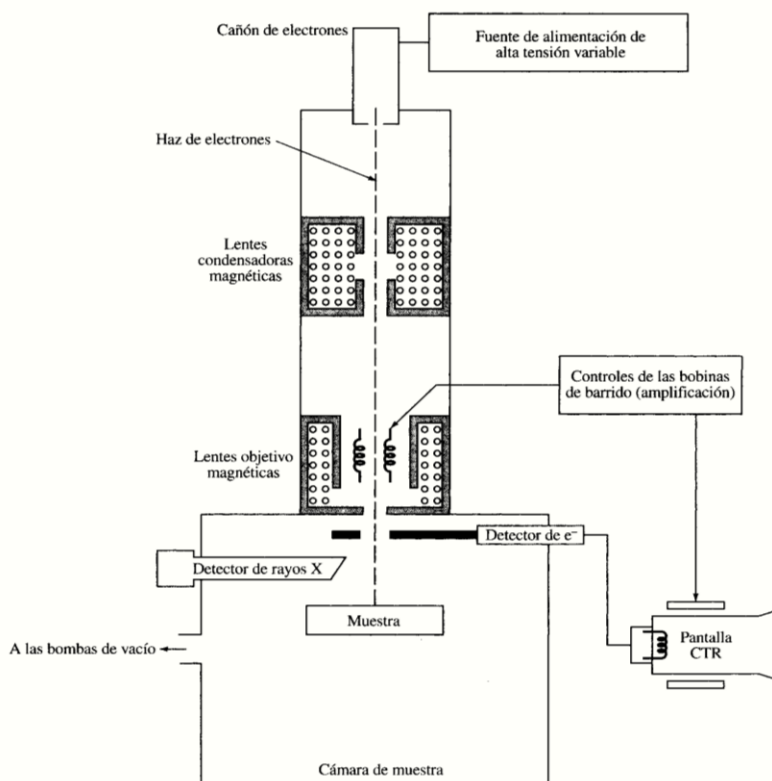 Cañón de electrones
Fuente de alimentación de
alta tensión variable
Haz de electrones
Lentes
condensadoras
magnéticas
Controles de las bobinas
de barrido (amplificación)
Lentes objetivo
magnéticas
Detector de e⁻
Detector de rayos X
Muestra
A las bombas de vacío
Pantalla
CTR
Cámara de muestra